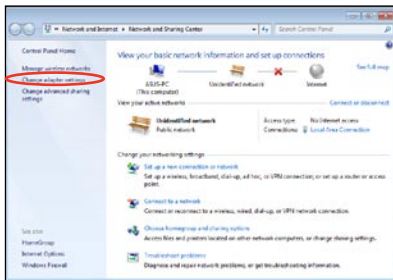 Network and Internet ▸ Network and Sharing Center
Search Control Panel
Control Panel Home
Manage wireless networks
Change adapter settings
Change advanced sharing
settings
View your basic network information and set up connections
See full map
ASUS-PC
(This computer)
Unidentified network
Internet
View your active networks
Connect or disconnect
Unidentified network
Public network
Access type: No Internet access
Connections: Local Area Connection
Change your networking settings
Set up a new connection or network
Set up a wireless, broadband, dial-up, ad hoc, or VPN connection; or set up a router or access
point.
Connect to a network
Connect or reconnect to a wireless, wired, dial-up, or VPN network connection.
Choose homegroup and sharing options
Access files and printers located on other network computers, or change sharing settings.
Troubleshoot problems
Diagnose and repair network problems, or get troubleshooting information.
See also
HomeGroup
Internet Options
Windows Firewall